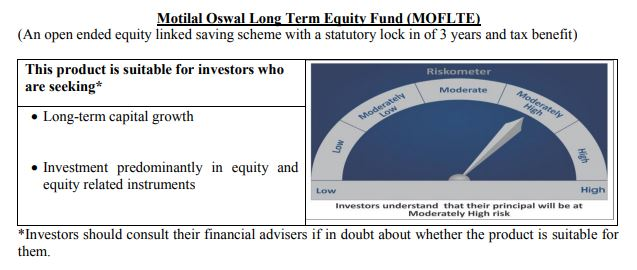 Motilal Oswal Long Term Equity Fund (MOFLTE)
(An open ended equity linked saving scheme with a statutory lock in of 3 years and tax benefit)
This product is suitable for investors who
are seeking*
• Long-term capital growth
• Investment predominantly in equity and
equity related instruments
Riskometer
Low
Moderately
Low
Moderate
Moderately
High
High
Low
High
Investors understand that their principal will be at
Moderately High risk
*Investors should consult their financial advisers if in doubt about whether the product is suitable for
them.